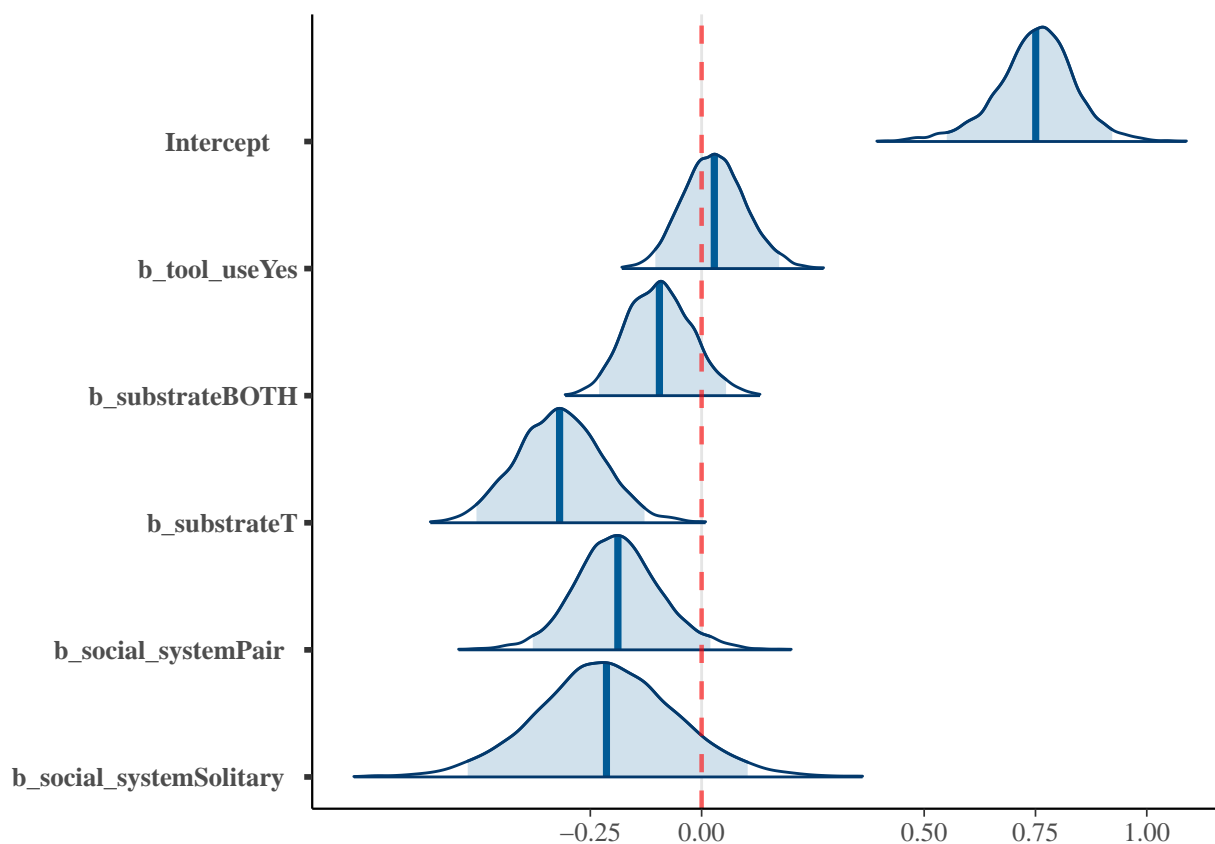 Intercept
b_tool_useYes
b_substrateBOTH
b_substrateT
b_social_systemPair
b_social_systemSolitary
−0.25 0.00 0.50 0.75 1.00